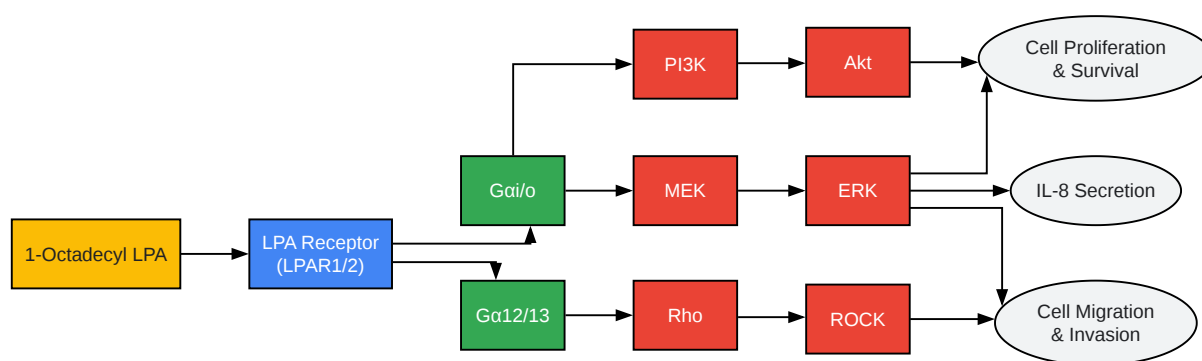 PI3K
Akt
Cell Proliferation
& Survival
Gαi/o
MEK
ERK
IL-8 Secretion
1-Octadecyl LPA
LPA Receptor
(LPAR1/2)
Gα12/13
Rho
ROCK
Cell Migration
& Invasion